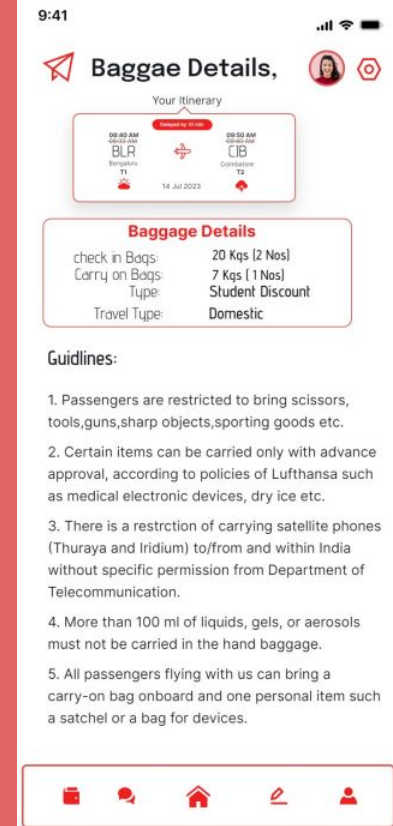 9:41
Baggae Details,
Your Itinerary
Delayed by 10 min
08:40 AM 09:50 AM
08:30 AM 09:40 AM
BLR CJB
Bengaluru Coimbatore
T1 T2
14 Jul 2023
Baggage Details
check in Bags: 20 Kgs (2 Nos)
Carry on Bags: 7 Kgs ( 1 Nos)
Type: Student Discount
Travel Type: Domestic
Guidlines:
1. Passengers are restricted to bring scissors,
tools,guns,sharp objects,sporting goods etc.
2. Certain items can be carried only with advance
approval, according to policies of Lufthansa such
as medical electronic devices, dry ice etc.
3. There is a restrction of carrying satellite phones
(Thuraya and Iridium) to/from and within India
without specific permission from Department of
Telecommunication.
4. More than 100 ml of liquids, gels, or aerosols
must not be carried in the hand baggage.
5. All passengers flying with us can bring a
carry-on bag onboard and one personal item such
a satchel or a bag for devices.